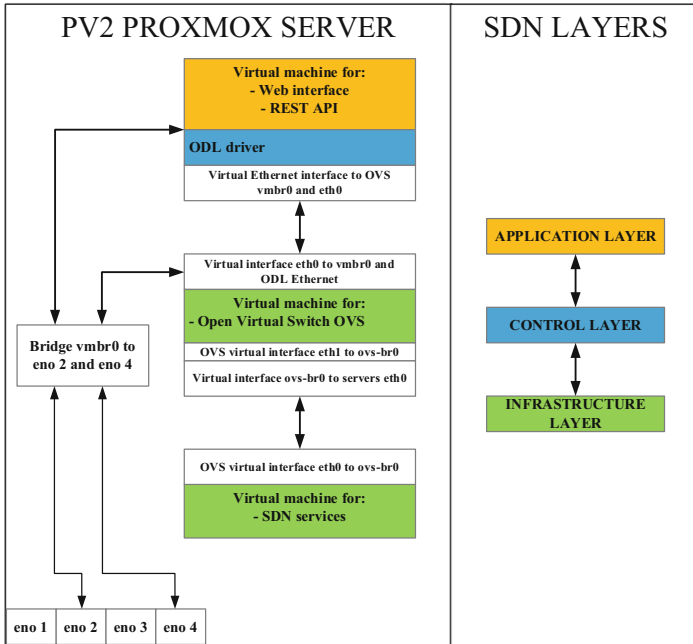 PV2 PROXMOX SERVER
Virtual machine for:
- Web interface
- REST API
ODL driver
Virtual Ethernet interface to OVS
vmbr0 and eth0
Virtual interface eth0 to vmbr0 and
ODL Ethernet
Virtual machine for:
- Open Virtual Switch OVS
OVS virtual interface eth1 to ovs-br0
Virtual interface ovs-br0 to servers eth0
Bridge vmbr0 to
eno 2 and eno 4
OVS virtual interface eth0 to ovs-br0
Virtual machine for:
- SDN services
eno 1
eno 2
eno 3
eno 4
SDN LAYERS
APPLICATION LAYER
CONTROL LAYER
INFRASTRUCTURE
LAYER